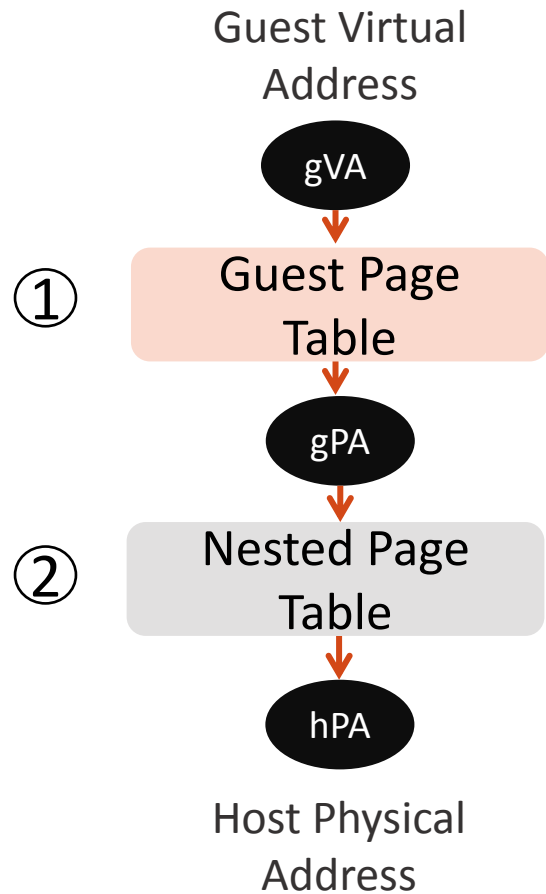 Guest Virtual
Address
gVA
①
Guest Page
Table
gPA
②
Nested Page
Table
hPA
Host Physical
Address